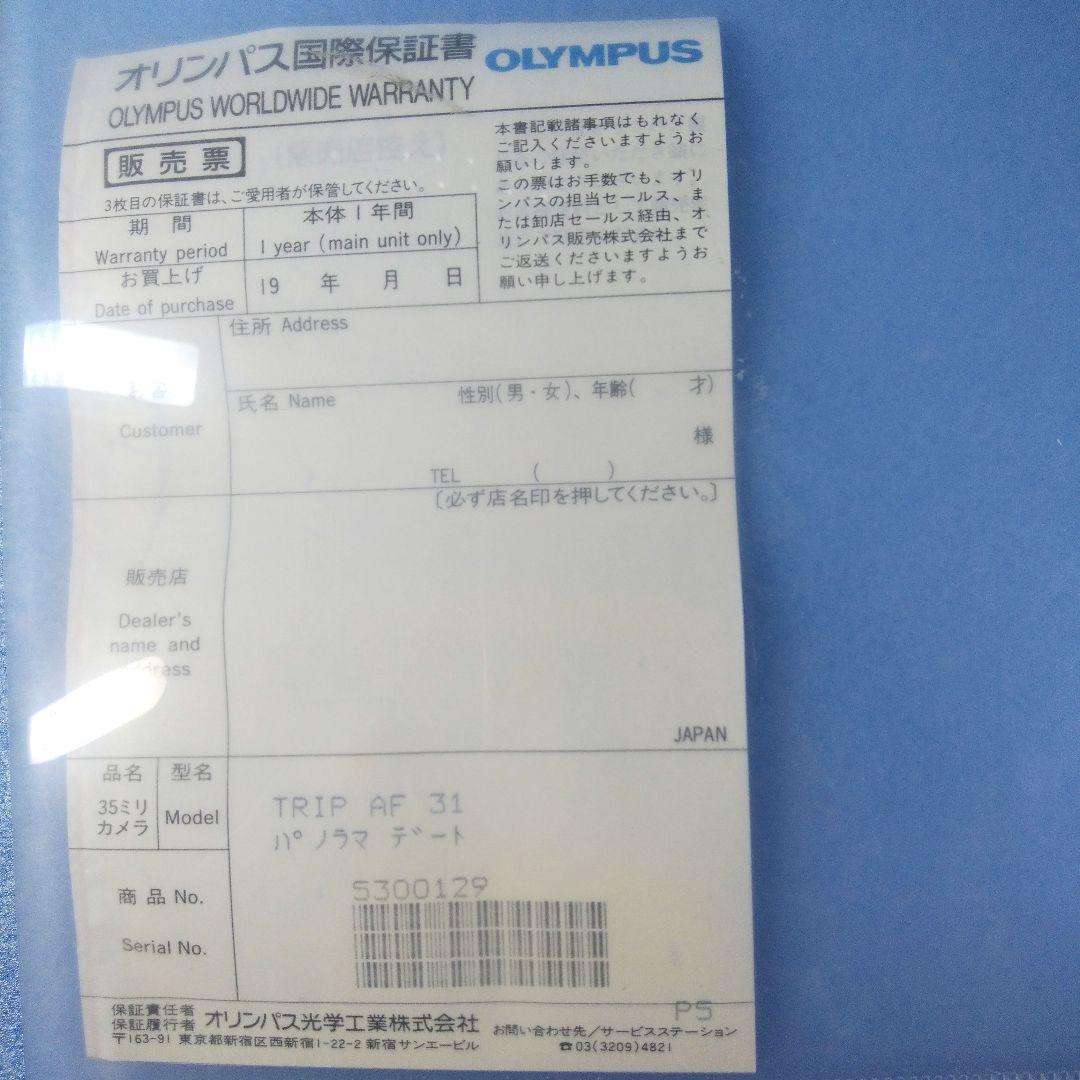 オリンパス国際保証書 OLYMPUS
OLYMPUS WORLDWIDE WARRANTY
販売票
3枚目の保証書は、ご愛用者が保管してください。
本書記載諸事項はもれなく
ご記入くださいますようお
願いします。
この票はお手数でも、オリ
ンパスの担当セールス、ま
たは卸店セールス経由、オ
リンパス販売株式会社まで
ご返送くださいますようお
願い申し上げます。
期間 本体1年間
Warranty period 1 year (main unit only)
お買上げ 19 年 月 日
Date of purchase
住所 Address
Customer
氏名 Name 性別(男・女)、年齢( 才)
様
TEL ( )
〔必ず店名印を押してください。〕
販売店
Dealer's
name and
address
JAPAN
品名 型名
35ミリ
カメラ
Model
TRIP AF 31
パノラマ デート
商品 No. 5300129
Serial No.
PS
保証責任者
保証履行者
オリンパス光学工業株式会社
お問い合わせ先/サービスステーション
〒163-91 東京都新宿区西新宿1-22-2 新宿サンエービル
☎03(3209)4821